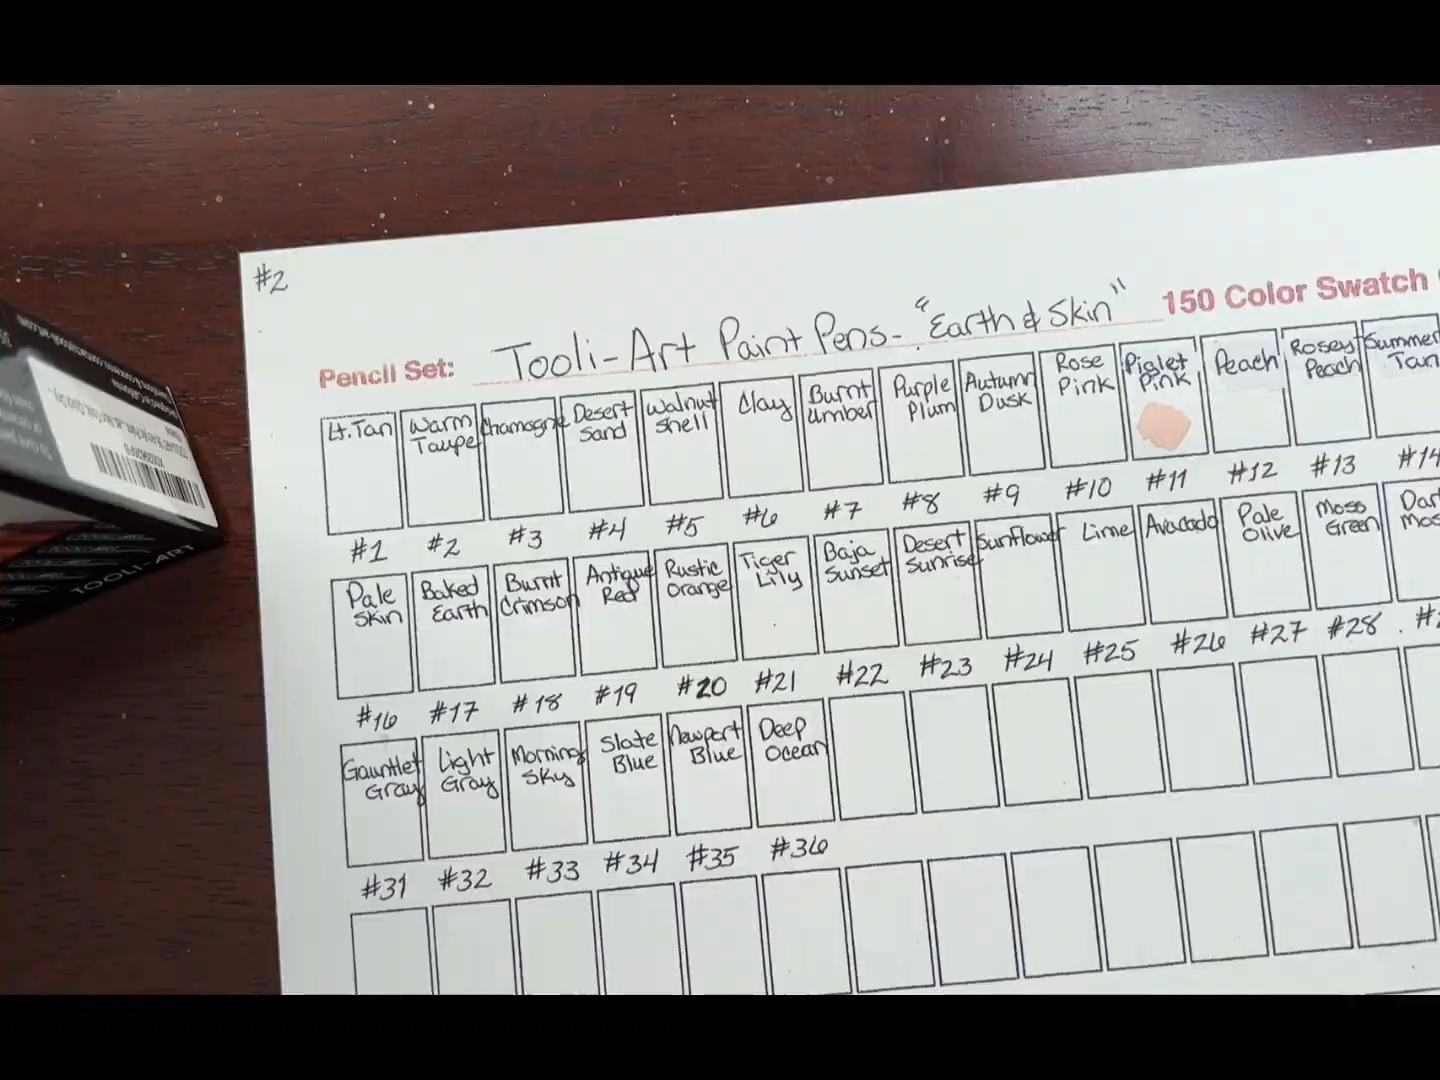 #2
Pencil Set: Tooli-Art Paint Pens- "Earth & Skin" 150 Color Swatch
Lt. Tan
Warm
Taupe
Chamagne
Desert
Sand
Walnut
Shell
Clay
Burnt
umber
Purple
Plum
Autumn
Dusk
Rose
Pink
Piglet
Pink
Peach
Rosey
Peach
Summer
Tan
#1 #2 #3 #4 #5 #6 #7 #8 #9 #10 #11 #12 #13 #14
Pale
Skin
Baked
Earth
Burnt
Crimson
Antique
Red
Rustic
Orange
Tiger
Lily
Baja
Sunset
Desert
Sunrise
Sunflower
Lime
Avacado
Pale
Olive
Moss
Green
#16 #17 #18 #19 #20 #21 #22 #23 #24 #25 #26 #27 #28
Gauntlet
Gray
Light
Gray
Morning
Sky
Slate
Blue
Newport
Blue
Deep
Ocean
#31 #32 #33 #34 #35 #36
TOOLI-ART